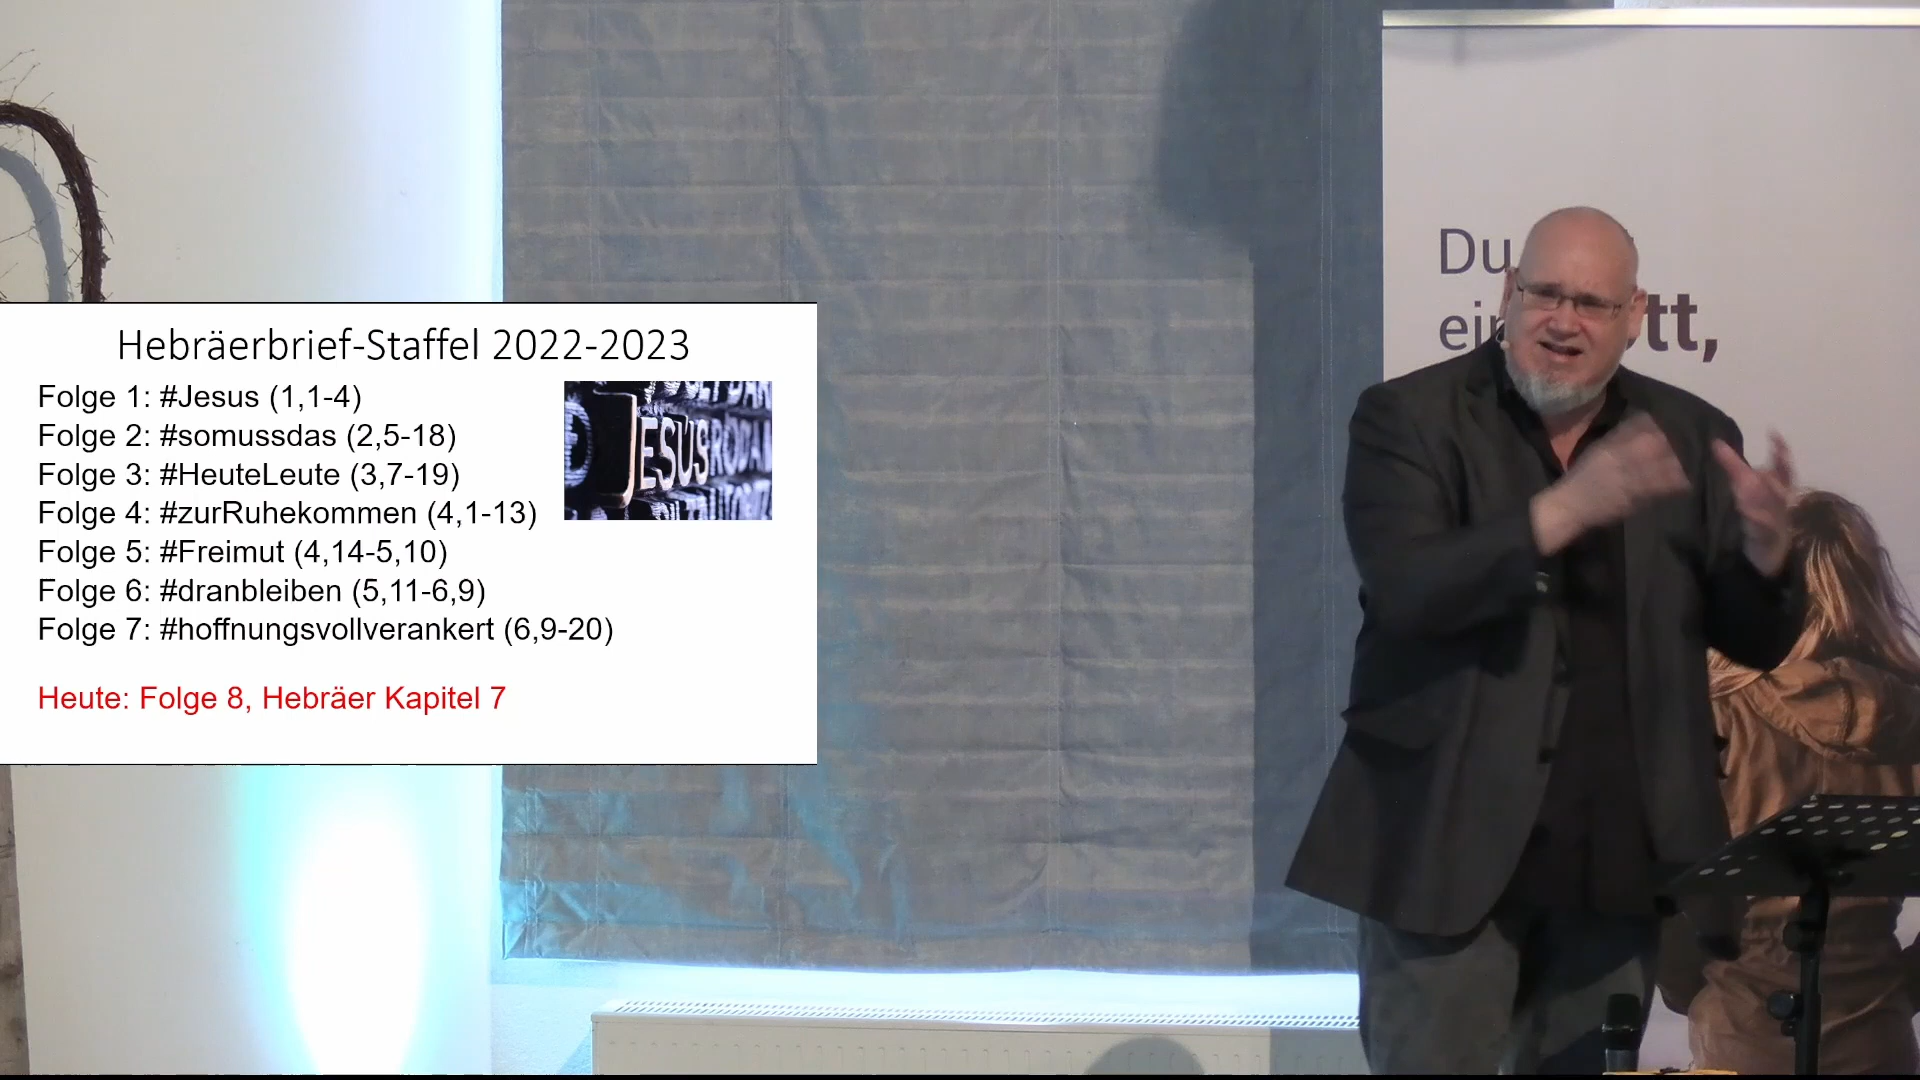 Hebräerbrief-Staffel 2022-2023
Folge 1: #Jesus (1,1-4)
Folge 2: #somussdas (2,5-18)
Folge 3: #HeuteLeute (3,7-19)
Folge 4: #zurRuhekommen (4,1-13)
Folge 5: #Freimut (4,14-5,10)
Folge 6: #dranbleiben (5,11-6,9)
Folge 7: #hoffnungsvollverankert (6,9-20)
Heute: Folge 8, Hebräer Kapitel 7
JESUS
Du